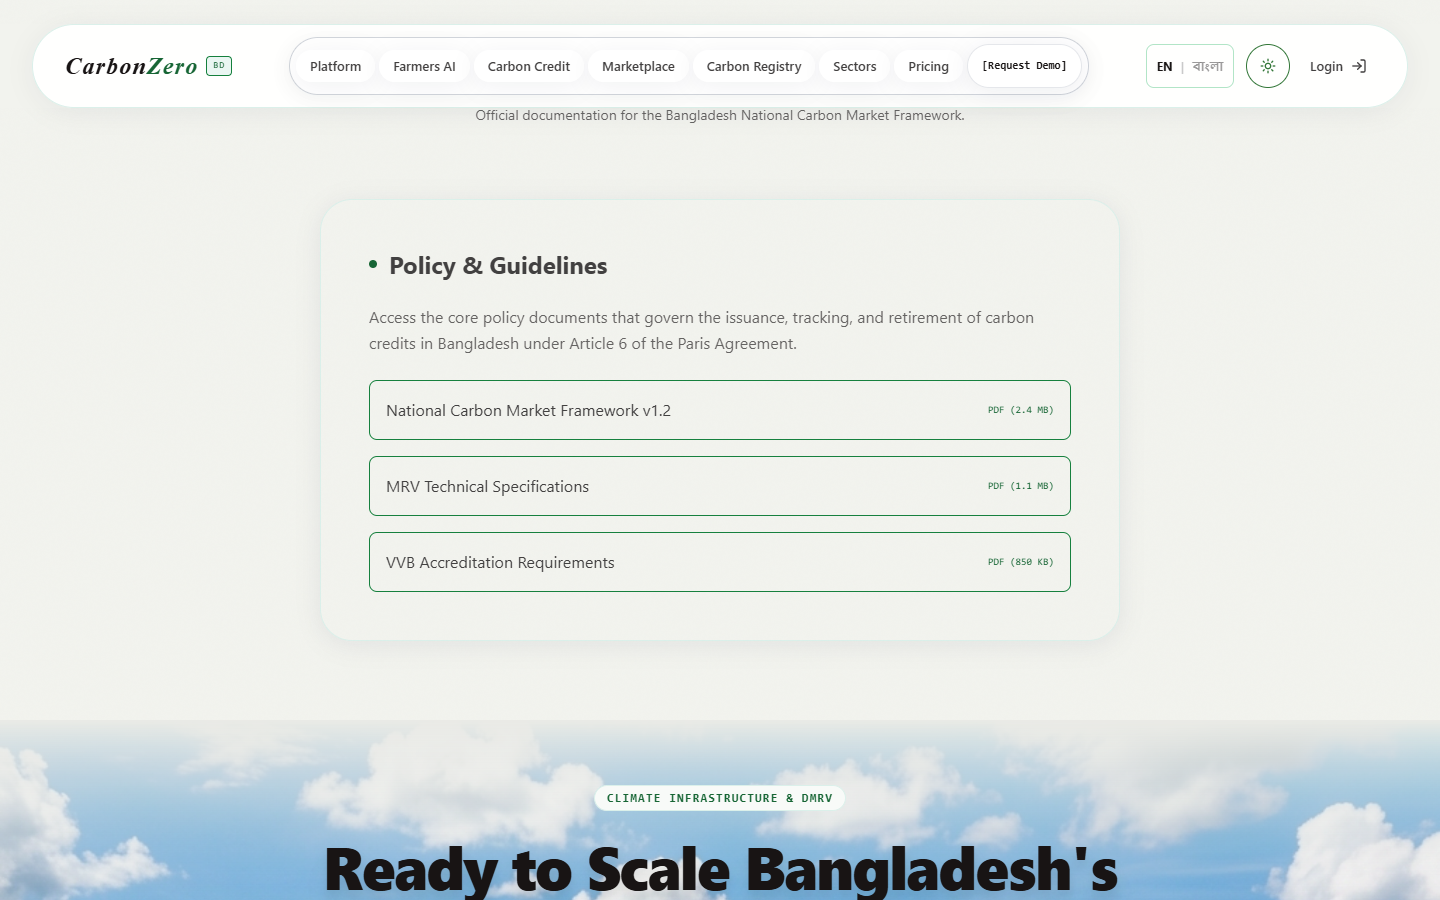 CarbonZero BD
Platform Farmers AI Carbon Credit Marketplace Carbon Registry Sectors Pricing [Request Demo]
EN | বাংলা
Login
Official documentation for the Bangladesh National Carbon Market Framework.
Policy & Guidelines
Access the core policy documents that govern the issuance, tracking, and retirement of carbon
credits in Bangladesh under Article 6 of the Paris Agreement.
National Carbon Market Framework v1.2 PDF (2.4 MB)
MRV Technical Specifications PDF (1.1 MB)
VVB Accreditation Requirements PDF (850 KB)
CLIMATE INFRASTRUCTURE & DMRV
Ready to Scale Bangladesh's